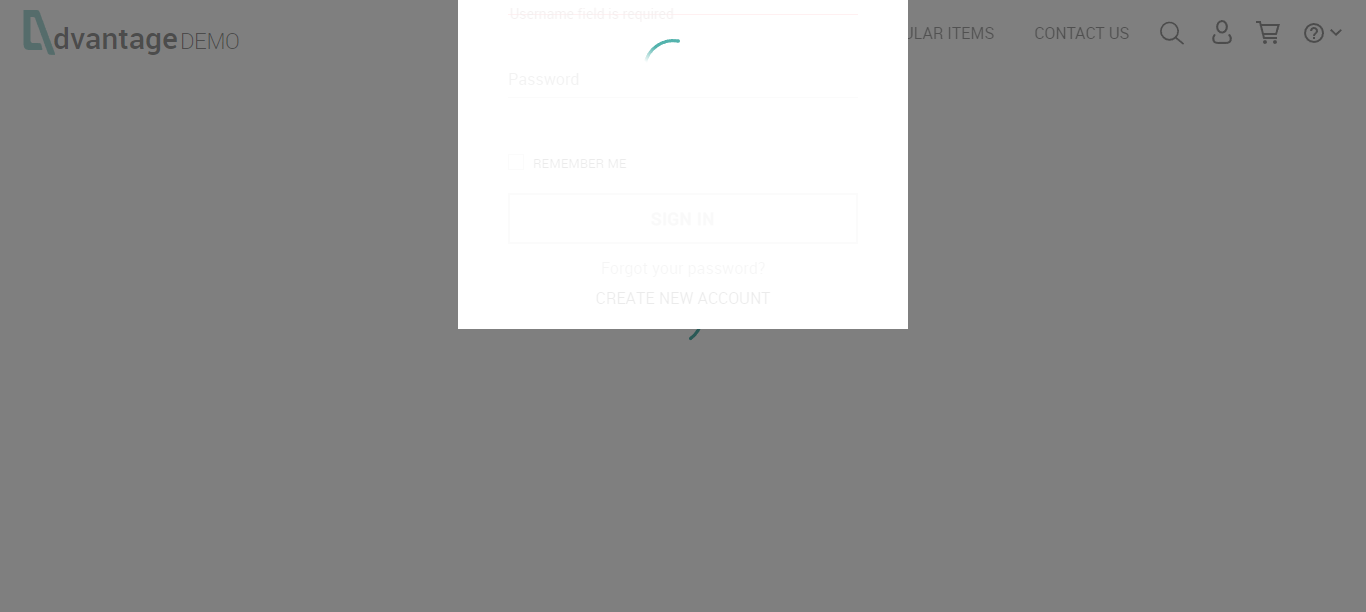 dvantage DEMO
ULAR ITEMS
CONTACT US
Username field is required
Password
REMEMBER ME
SIGN IN
Forgot your password?
CREATE NEW ACCOUNT